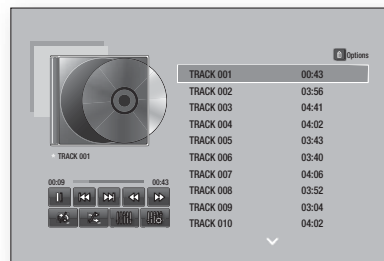 Options
TRACK 001 00:43
TRACK 002 03:56
TRACK 003 04:41
TRACK 004 04:02
TRACK 005 03:43
TRACK 006 03:40
TRACK 007 04:06
TRACK 008 03:52
TRACK 009 03:04
TRACK 010 04:02
TRACK 001
00:09 00:43